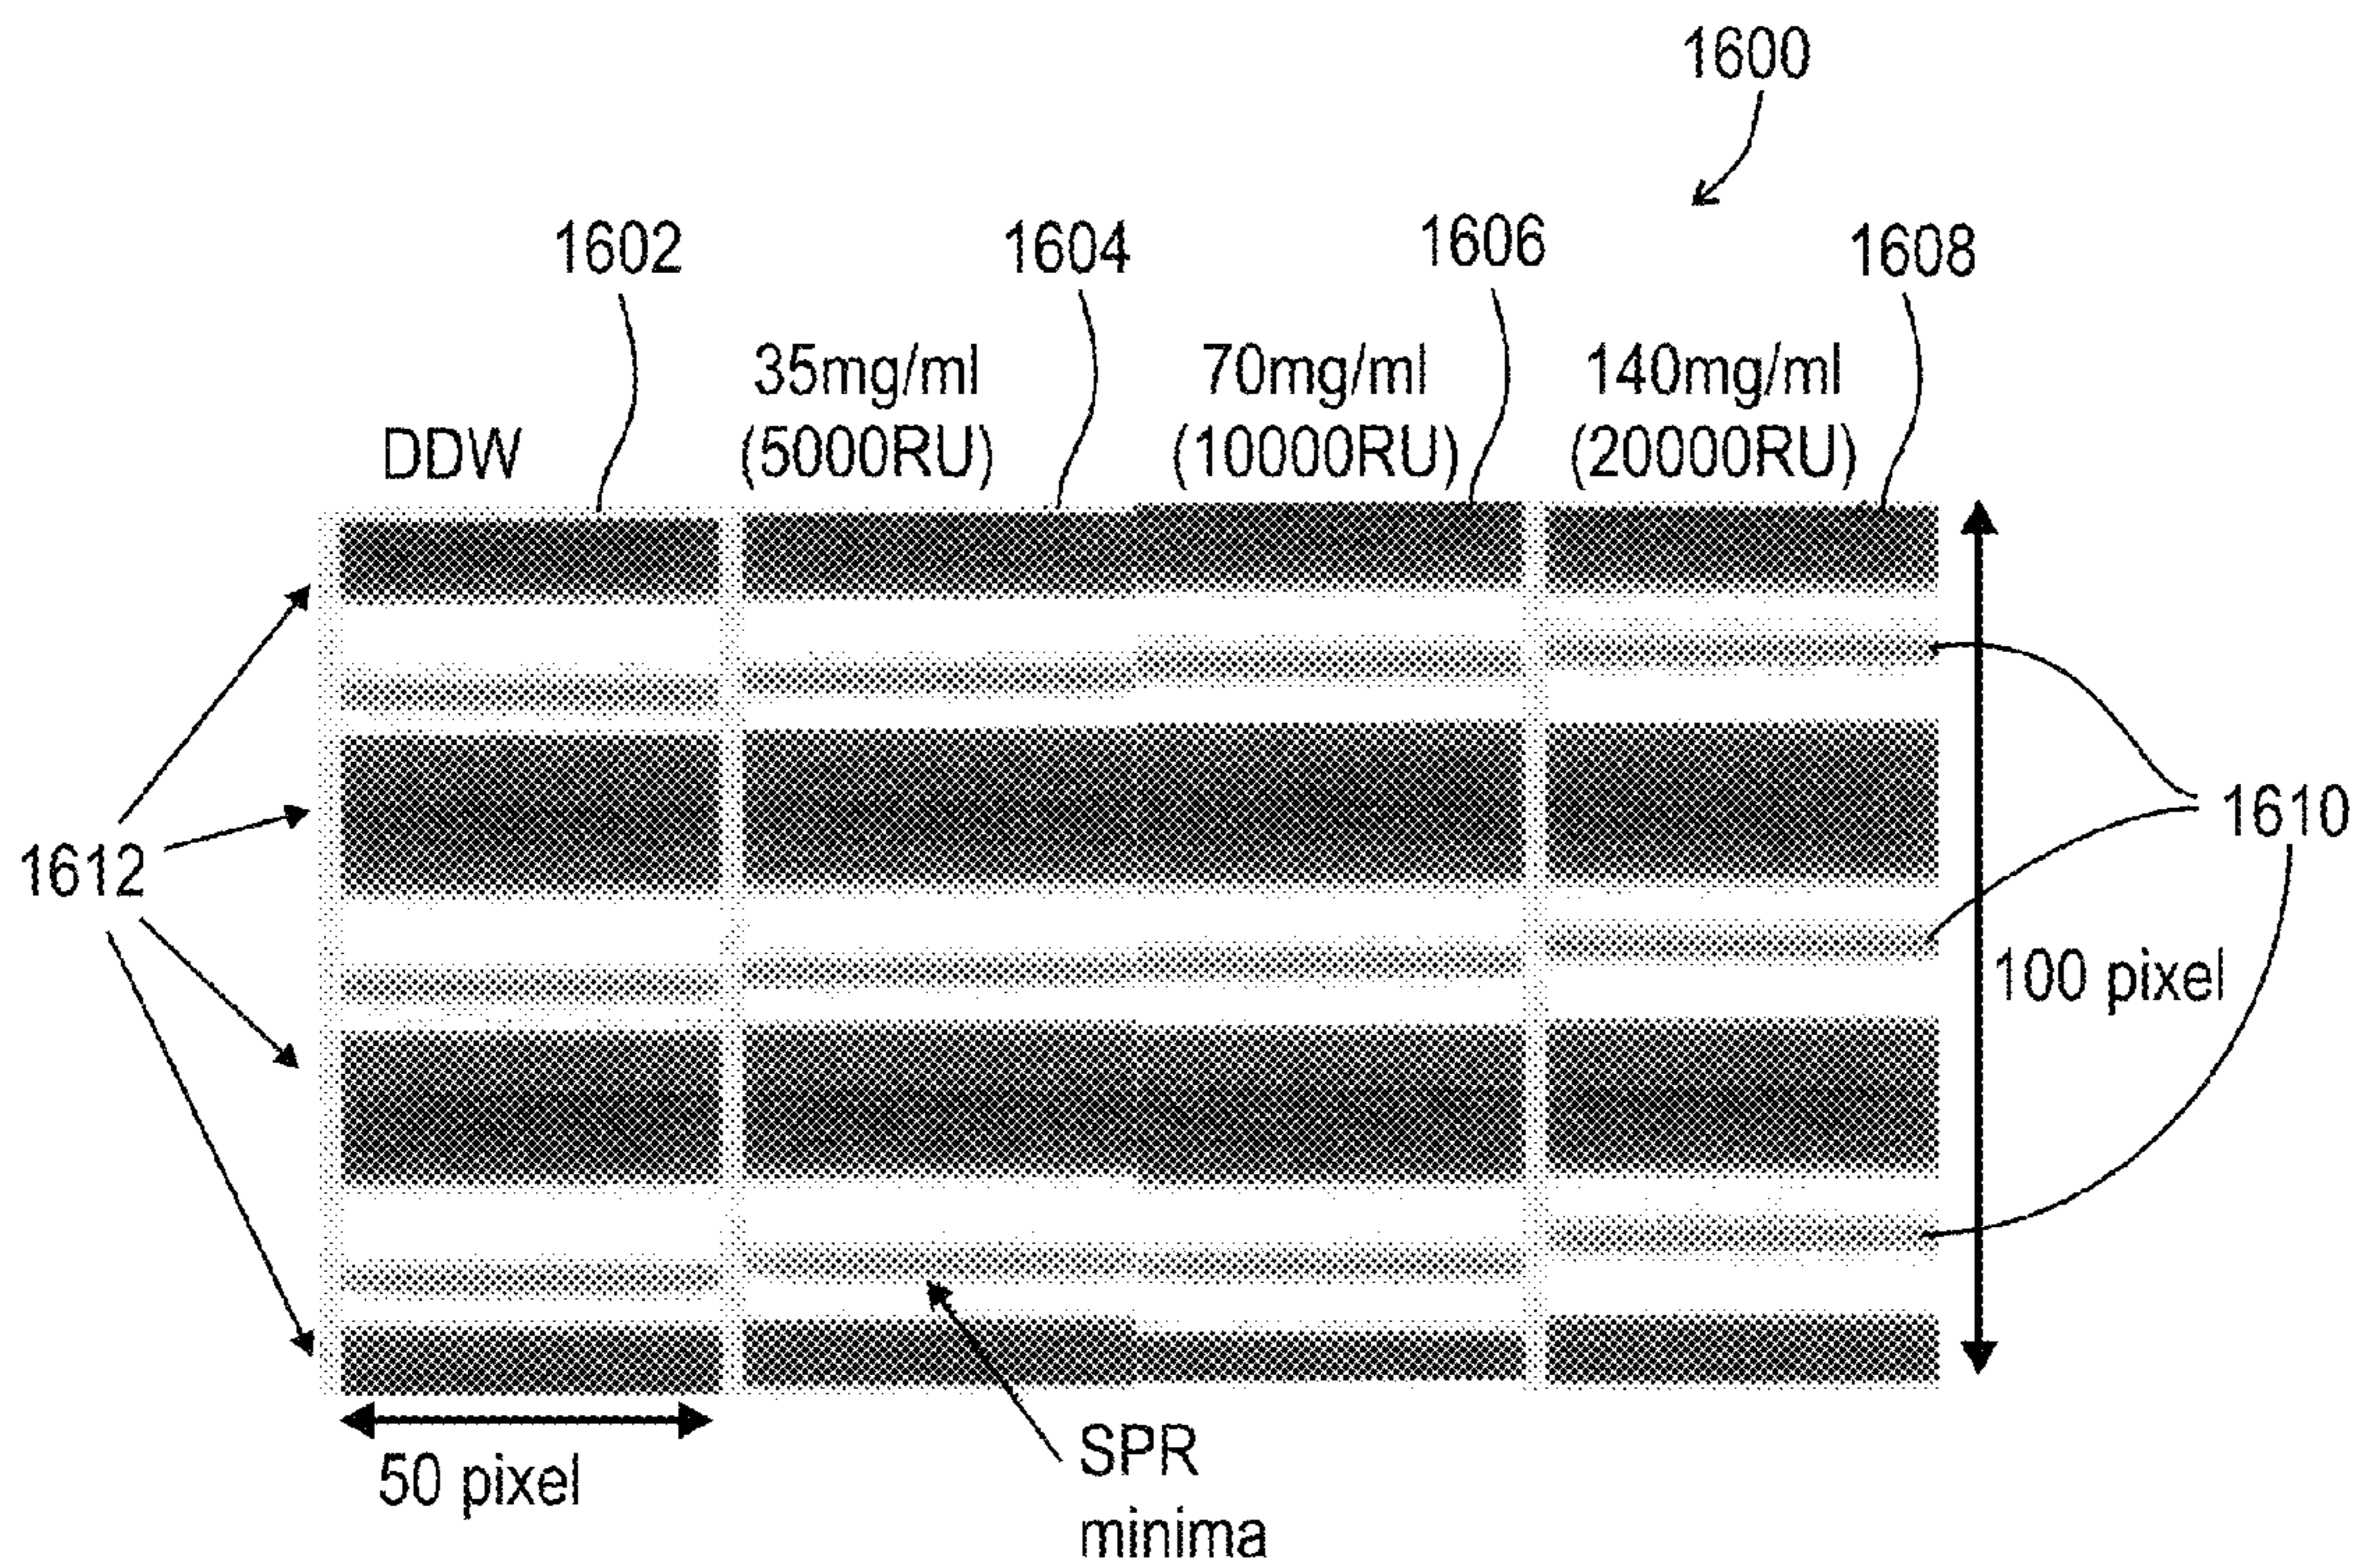 1600
1602
1604
1606
1608
35mg/ml
70mg/ml
140mg/ml
DDW
(5000RU)
(10000RU)
(20000RU)
1610
1612
100 pixel
SPR
minima
50 pixel